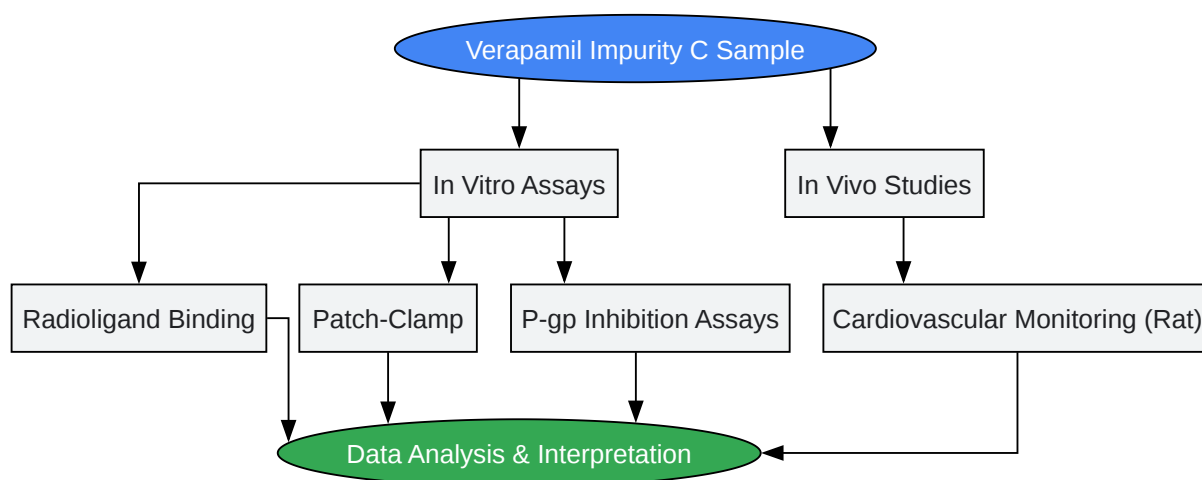 Verapamil Impurity C Sample
In Vitro Assays
In Vivo Studies
Radioligand Binding
Patch-Clamp
P-gp Inhibition Assays
Cardiovascular Monitoring (Rat)
Data Analysis & Interpretation